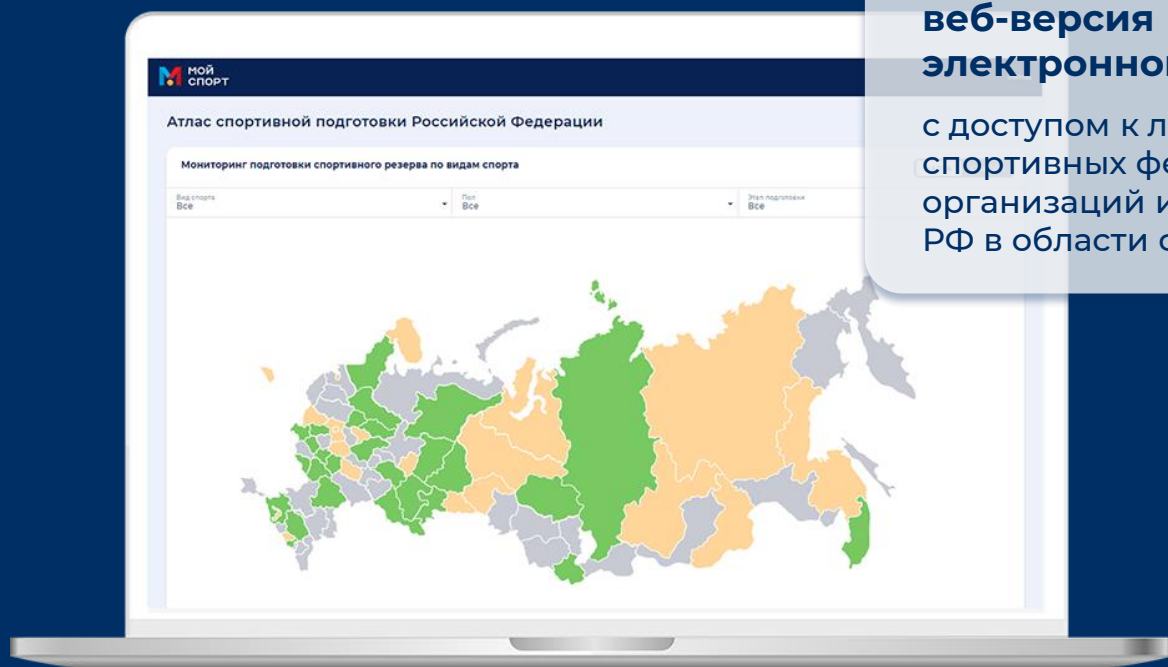 веб-версия
электронно
с доступом к л
спортивных фе
организаций и
РФ в области с
МОЙ
СПОРТ
Атлас спортивной подготовки Российской Федерации
Мониторинг подготовки спортивного резерва по видам спорта
Вид спорта
Все
Пол
Все
Этап подготовки
Все